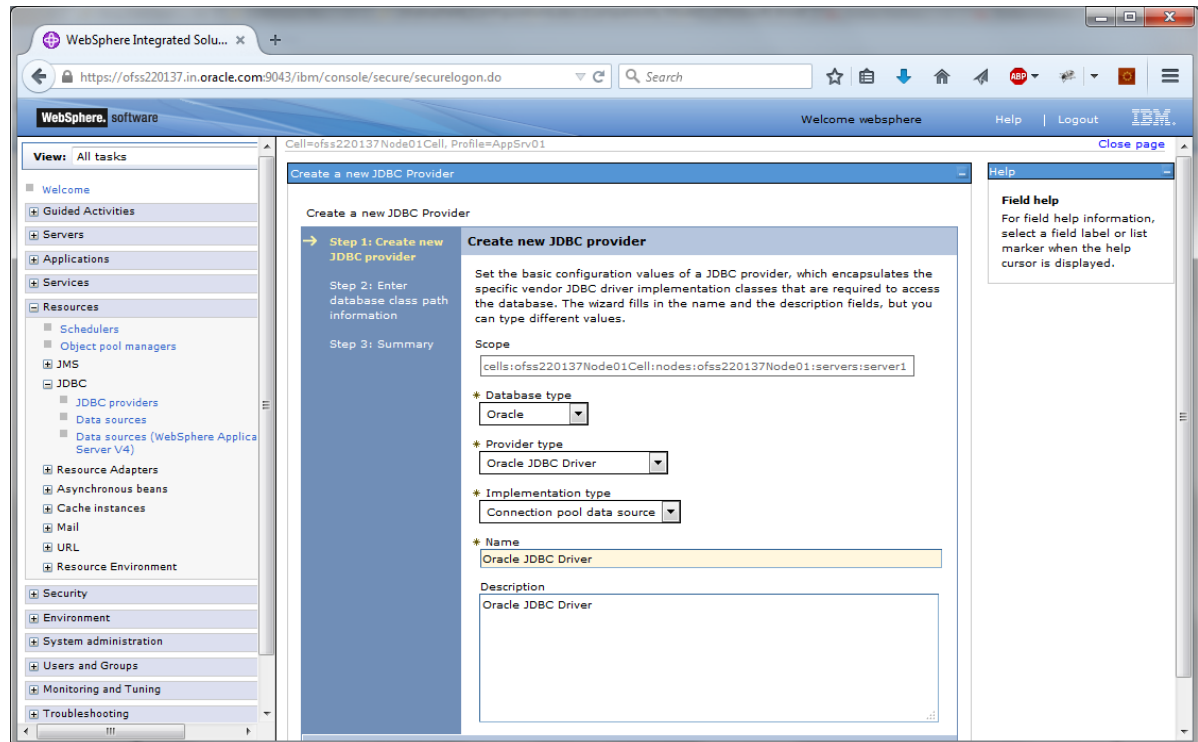 WebSphere Integrated Solu... × +
https://ofss220137.in.oracle.com:9043/ibm/console/secure/securelogon.do
Search
ABP
WebSphere. software
Welcome websphere
Help | Logout
IBM.
View: All tasks
Welcome
Guided Activities
Servers
Applications
Services
Resources
Schedulers
Object pool managers
JMS
JDBC
JDBC providers
Data sources
Data sources (WebSphere Applica
Server V4)
Resource Adapters
Asynchronous beans
Cache instances
Mail
URL
Resource Environment
Security
Environment
System administration
Users and Groups
Monitoring and Tuning
Troubleshooting
Cell=ofss220137Node01Cell, Profile=AppSrv01
Close page
Create a new JDBC Provider
Create a new JDBC Provider
Step 1: Create new
JDBC provider
Step 2: Enter
database class path
information
Step 3: Summary
Create new JDBC provider
Set the basic configuration values of a JDBC provider, which encapsulates the
specific vendor JDBC driver implementation classes that are required to access
the database. The wizard fills in the name and the description fields, but you
can type different values.
Scope
cells:ofss220137Node01Cell:nodes:ofss220137Node01:servers:server1
* Database type
Oracle
* Provider type
Oracle JDBC Driver
* Implementation type
Connection pool data source
* Name
Oracle JDBC Driver
Description
Oracle JDBC Driver
Help
Field help
For field help information,
select a field label or list
marker when the help
cursor is displayed.